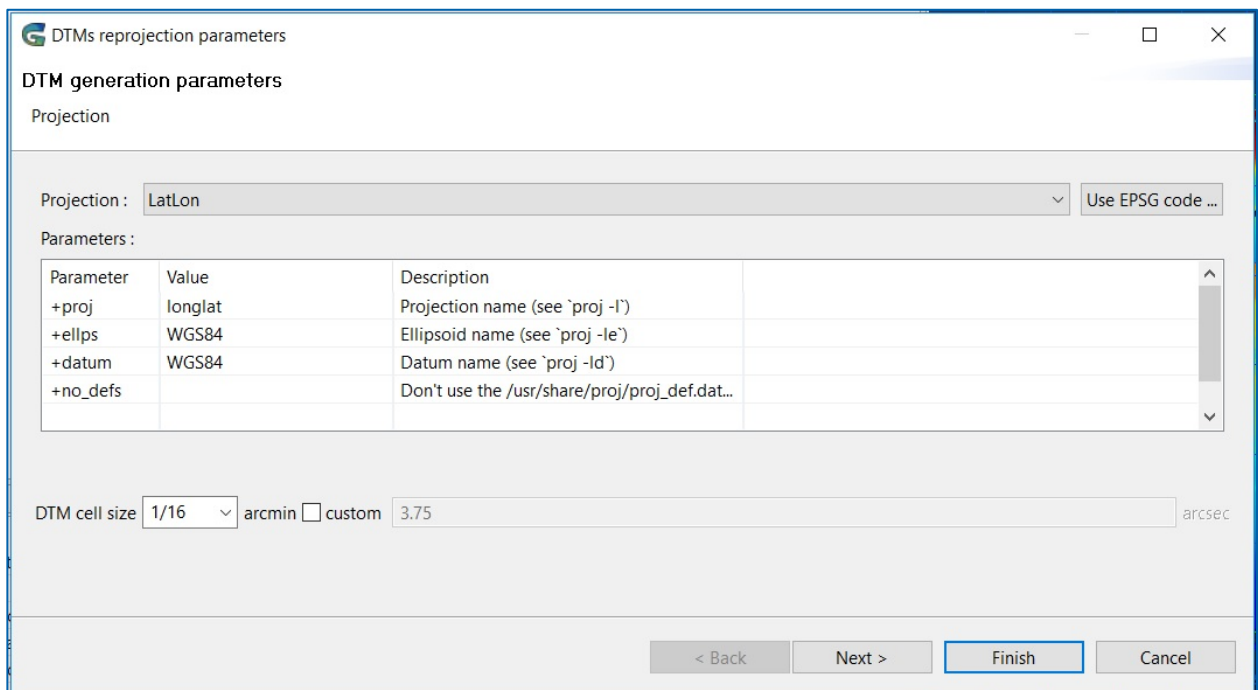 DTMs reprojection parameters
DTM generation parameters
Projection
Projection : LatLon Use EPSG code ...
Parameters :
Parameter Value Description
+proj longlat Projection name (see `proj -l`)
+ellps WGS84 Ellipsoid name (see `proj -le`)
+datum WGS84 Datum name (see `proj -ld`)
+no_defs Don't use the /usr/share/proj/proj_def.dat...
DTM cell size 1/16 arcmin custom 3.75 arcsec
< Back Next > Finish Cancel